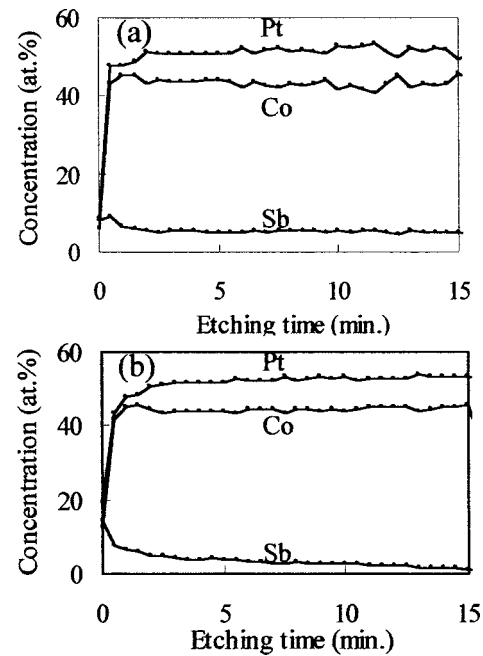 60
(a)
Pt
40
Co
20
Sb
0
Concentration (at.%)
0 5 10 15
Etching time (min.)
60
(b)
Pt
40
Co
20
Sb
0
Concentration (at.%)
0 5 10 15
Etching time (min.)